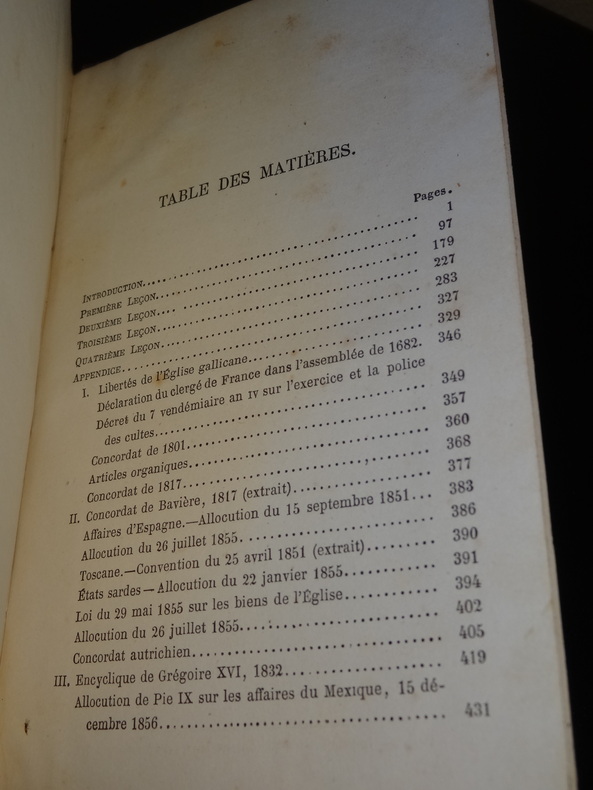 TABLE DES MATIÈRES.
Pages.
INTRODUCTION........ 1
PREMIÈRE LEÇON........ 97
DEUXIÈME LEÇON........ 179
TROISIÈME LEÇON........ 227
QUATRIÈME LEÇON........ 283
APPENDICE........ 327
I. Libertés de l'Église gallicane........ 329
Déclaration du clergé de France dans l'assemblée de 1682. 346
Décret du 7 vendémiaire an IV sur l'exercice et la police
des cultes........ 349
Concordat de 1801........ 357
Articles organiques........ 360
Concordat de 1817........ 368
II. Concordat de Bavière, 1817 (extrait)........ 377
Affaires d'Espagne.—Allocution du 15 septembre 1851... 383
Allocution du 26 juillet 1855........ 386
Toscane.—Convention du 25 avril 1851 (extrait)........ 390
États sardes—Allocution du 22 janvier 1855........ 391
Loi du 29 mai 1855 sur les biens de l'Église........ 394
Allocution du 26 juillet 1855........ 402
Concordat autrichien........ 405
III. Encyclique de Grégoire XVI, 1832........ 419
Allocution de Pie IX sur les affaires du Mexique, 15 dé-
cembre 1856........ 431